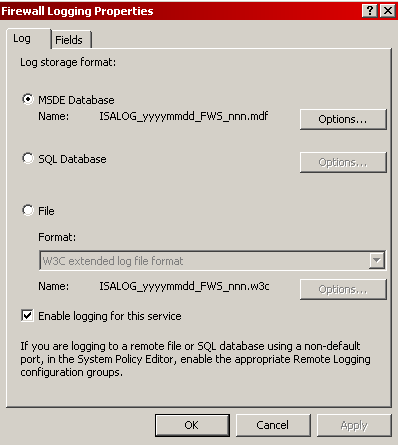 Firewall Logging Properties
Log Fields
Log storage format:
MSDE Database
Name: ISALOG_yyyymmdd_FWS_nnn.mdf Options...
SQL Database Options...
File
Format:
W3C extended log file format
Name: ISALOG_yyyymmdd_FWS_nnn.w3c Options...
Enable logging for this service
If you are logging to a remote file or SQL database using a non-default
port, in the System Policy Editor, enable the appropriate Remote Logging
configuration groups.
OK Cancel Apply